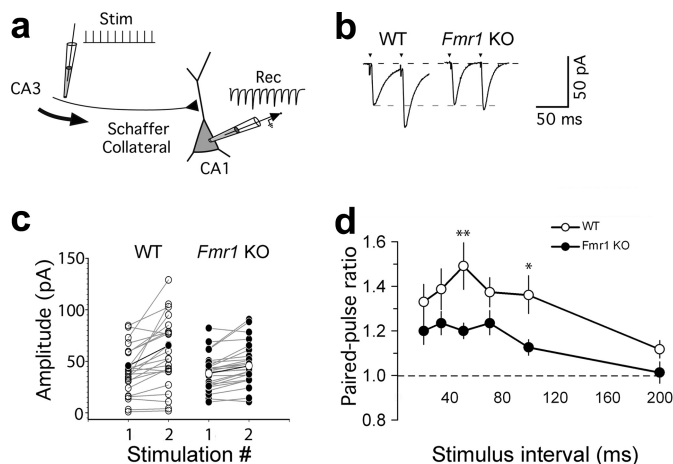 a
Stim
CA3
Schaffer
Collateral
Rec
CA1
b
WT Fmr1 KO
50 pA
50 ms
c
WT Fmr1 KO
Amplitude (pA)
150
100
50
0
1 2 1 2
Stimulation #
d
WT
Fmr1 KO
** *
Paired-pulse ratio
1.6
1.4
1.2
1.0
0.8
40 80 120 160 200
Stimulus interval (ms)